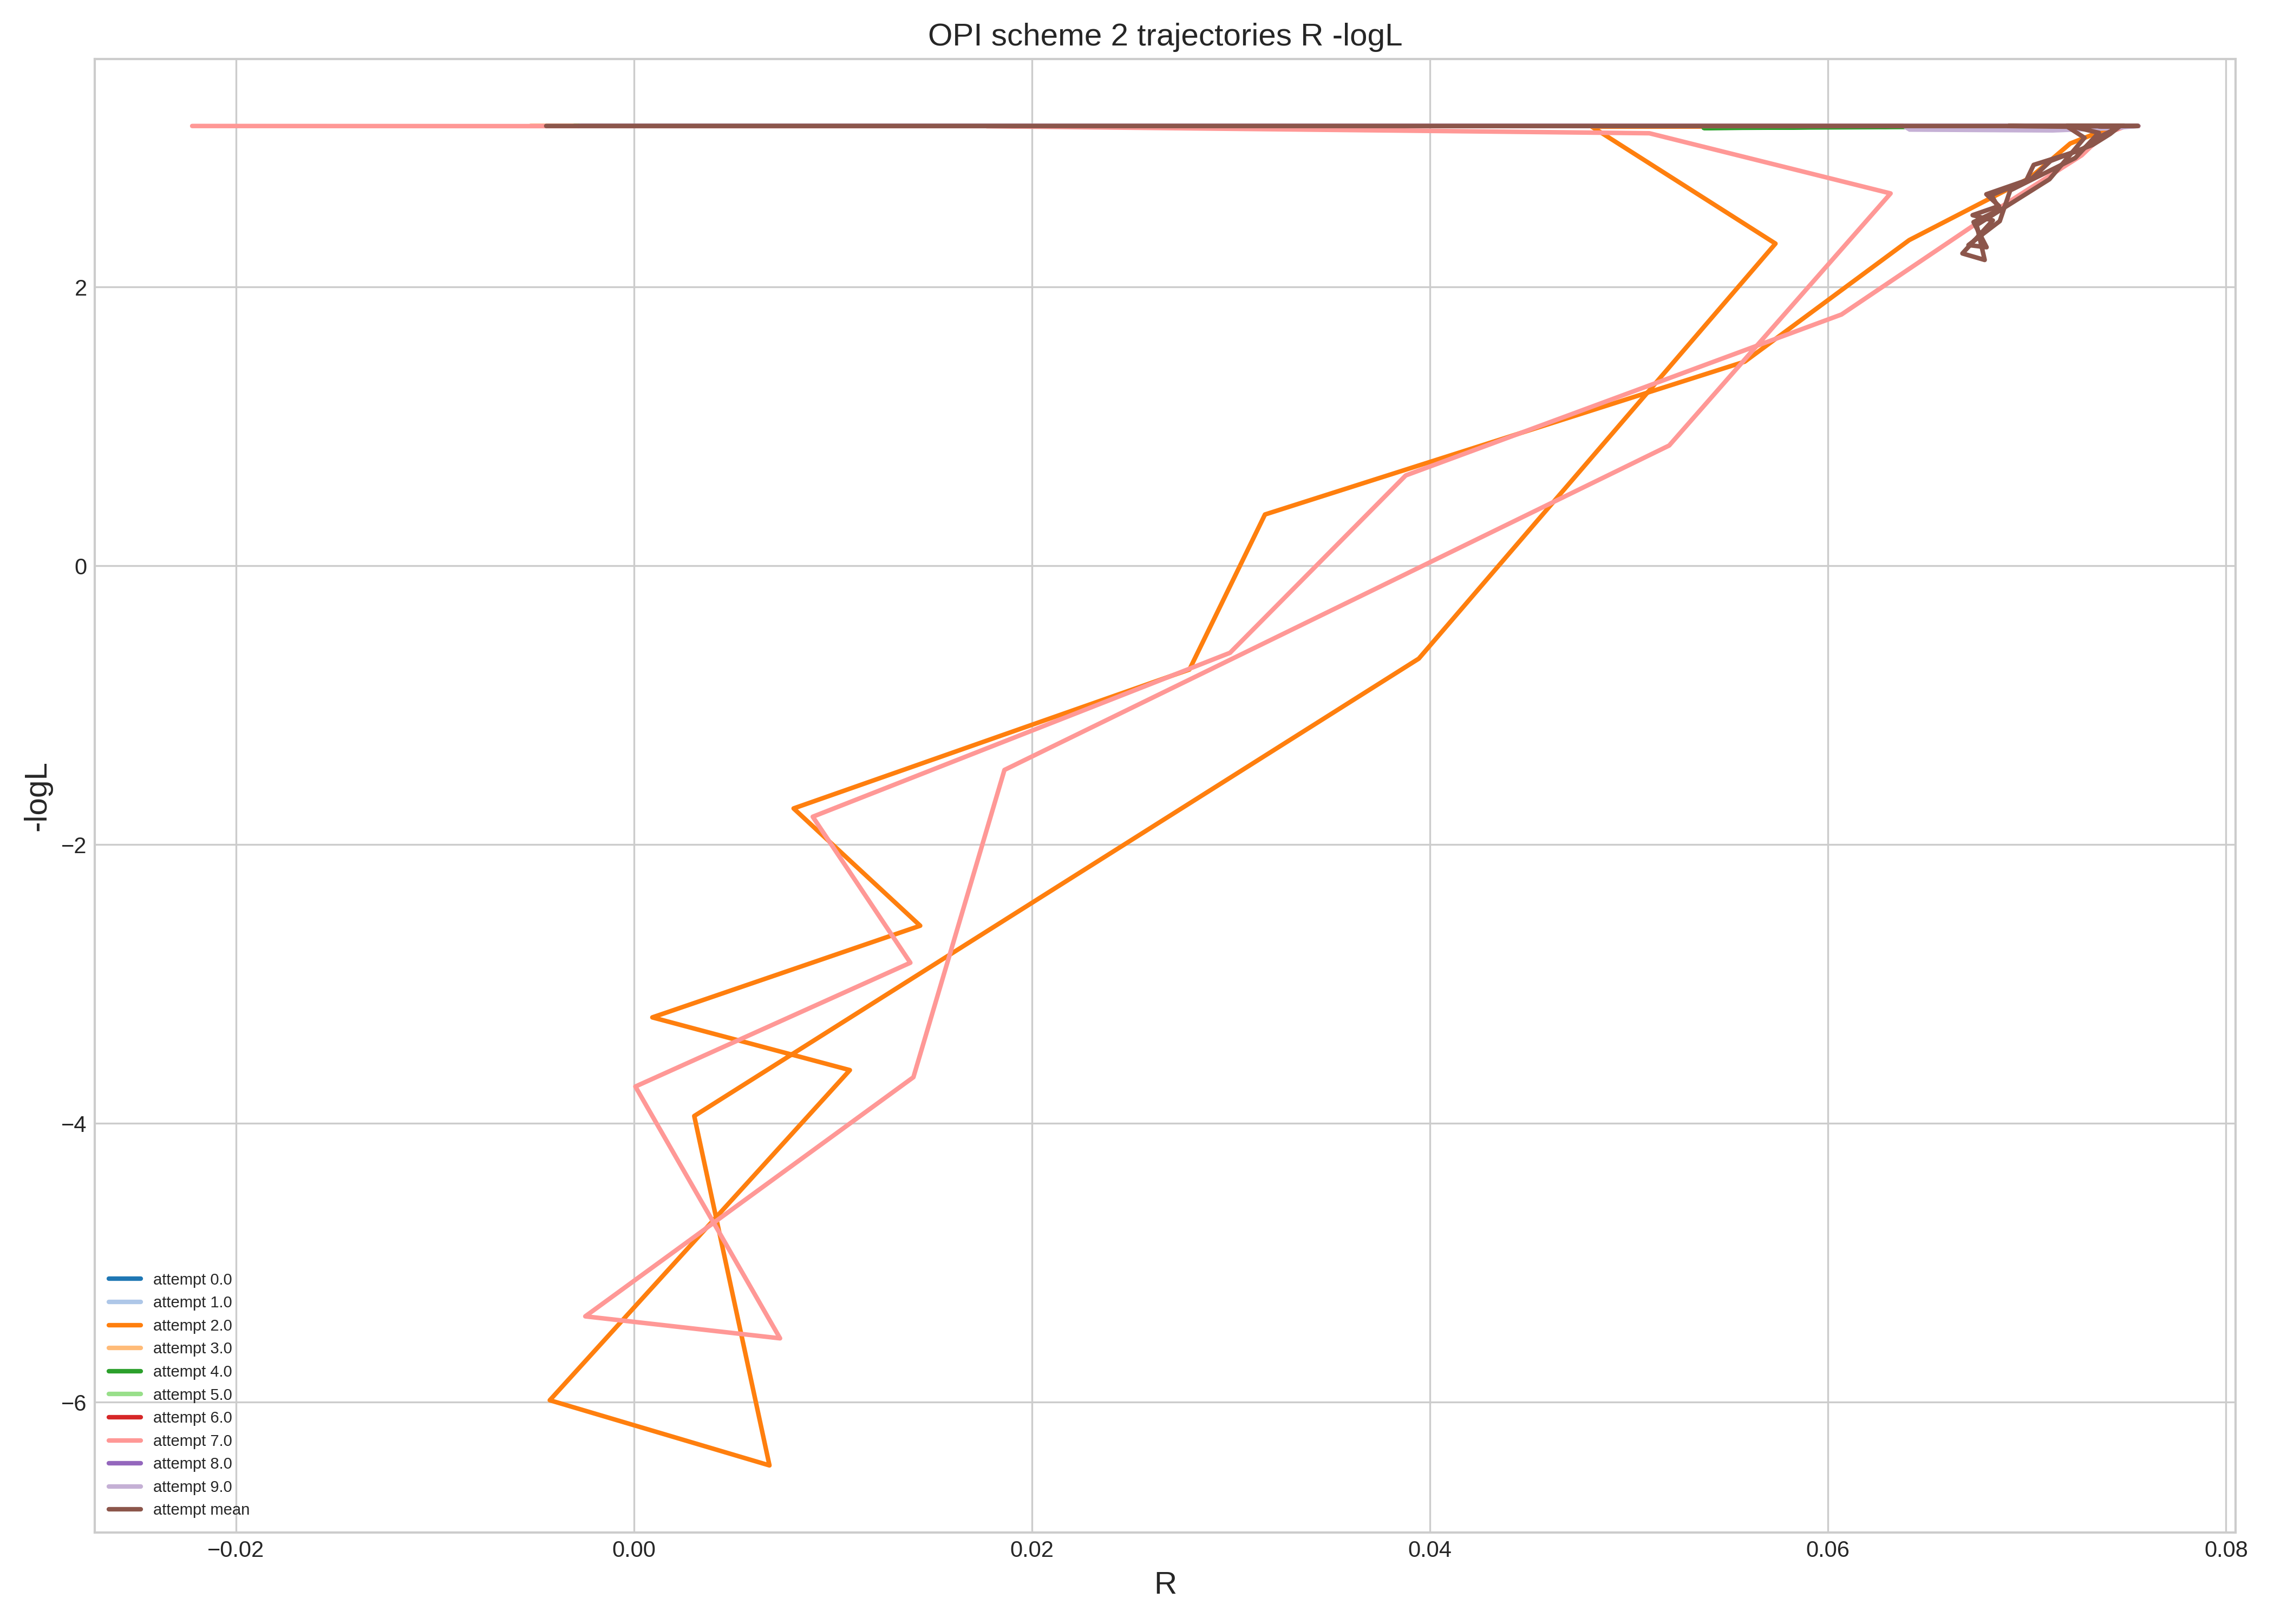 OPI scheme 2 trajectories R -logL
2
0
−2
−4
−6
-logL
attempt 0.0
attempt 1.0
attempt 2.0
attempt 3.0
attempt 4.0
attempt 5.0
attempt 6.0
attempt 7.0
attempt 8.0
attempt 9.0
attempt mean
−0.02 0.00 0.02 0.04 0.06 0.08
R